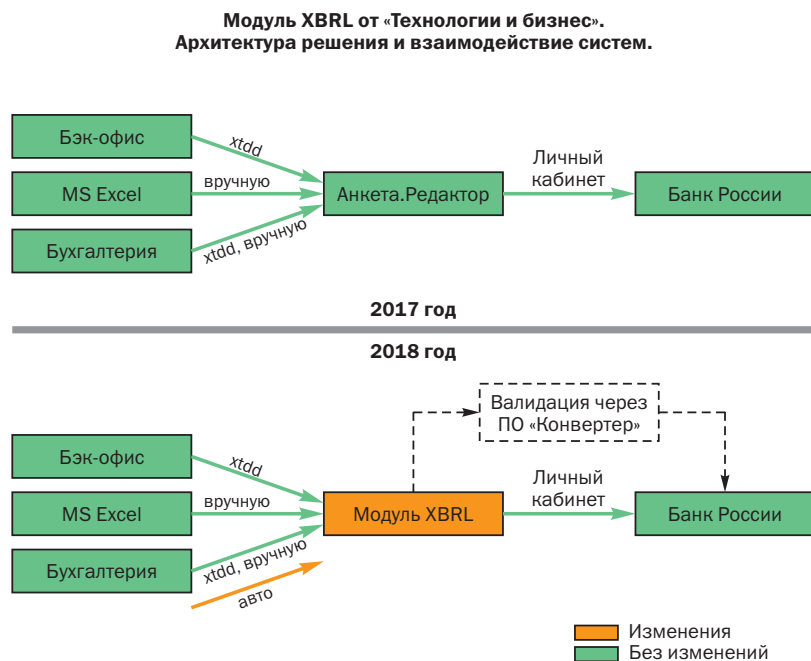 Модуль XBRL от «Технологии и бизнес».
Архитектура решения и взаимодействие систем.
Бэк-офис
xtdd
MS Excel
вручную
Бухгалтерия
xtdd, вручную
Анкета.Редактор
Личный
кабинет
Банк России
2017 год
2018 год
Валидация через
ПО «Конвертер»
Бэк-офис
xtdd
MS Excel
вручную
Бухгалтерия
xtdd, вручную
авто
Модуль XBRL
Личный
кабинет
Банк России
Изменения
Без изменений